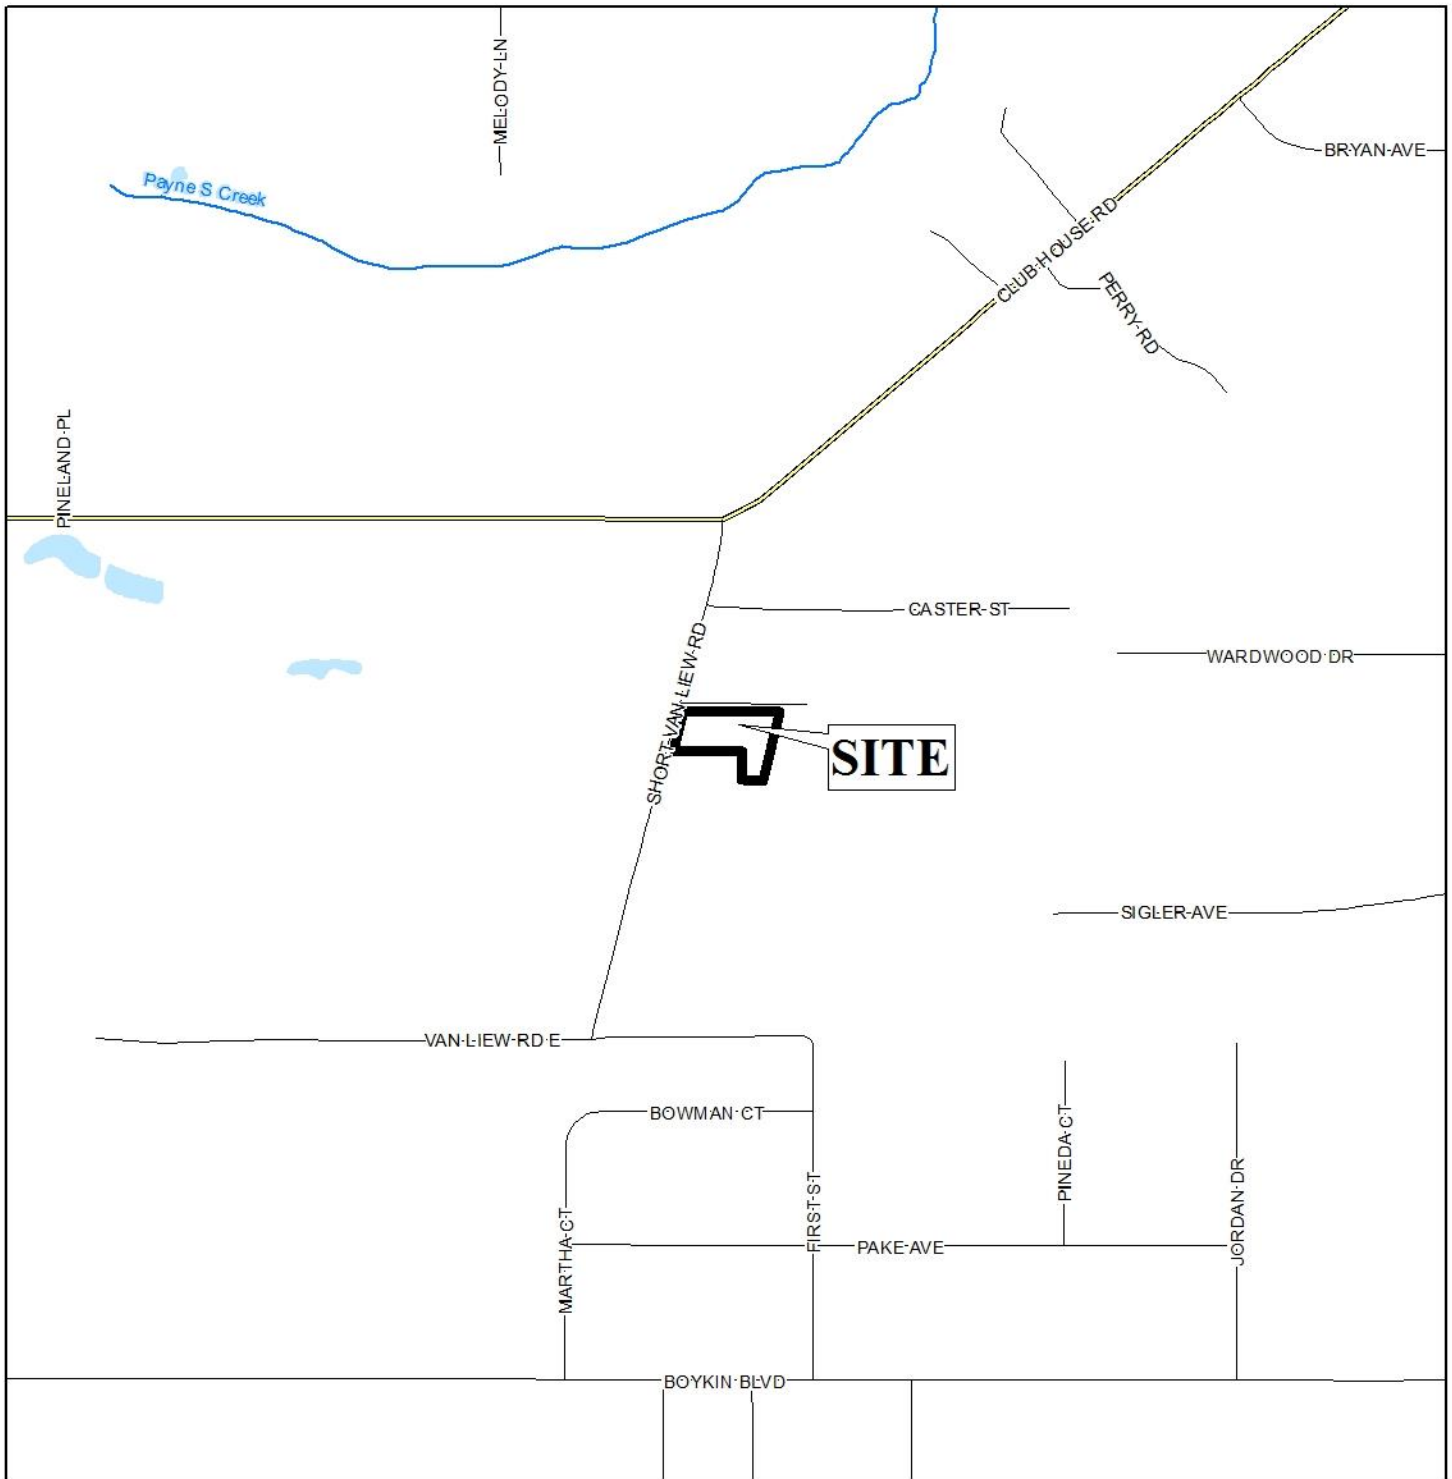 MELODY LN
BRYAN AVE
Payne S Creek
CLUB HOUSE RD
PERRY RD
PINELAND PL
CASTER ST
WARDWOOD DR
SHORT VAN LIEW RD
SITE
SIGLER AVE
VAN LIEW RD E
BOWMAN CT
PINEDA CT
FIRST ST
JORDAN DR
MARTHA CT
PAKE AVE
BOYKIN BLVD